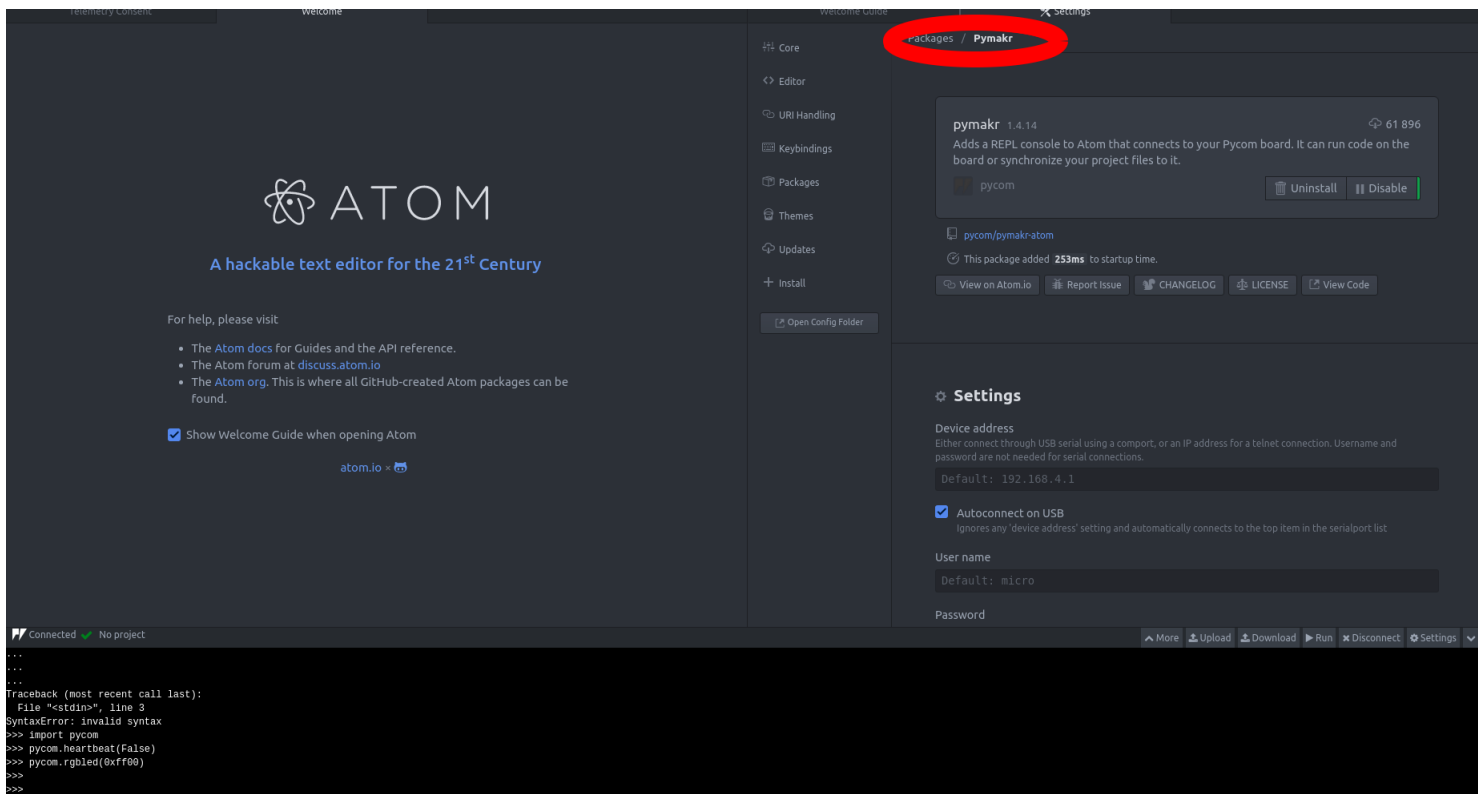 Telemetry Consent
Welcome
Welcome Guide
Settings
Packages / Pymakr
Core
Editor
URI Handling
Keybindings
Packages
Themes
Updates
Install
Open Config Folder
ATOM
A hackable text editor for the 21st Century
For help, please visit
The Atom docs for Guides and the API reference.
The Atom forum at discuss.atom.io
The Atom org. This is where all GitHub-created Atom packages can be
found.
Show Welcome Guide when opening Atom
atom.io ×
pymakr 1.4.14
61 896
Adds a REPL console to Atom that connects to your Pycom board. It can run code on the
board or synchronize your project files to it.
pycom
Uninstall
Disable
pycom/pymakr-atom
This package added 253ms to startup time.
View on Atom.io
Report Issue
CHANGELOG
LICENSE
View Code
Settings
Device address
Either connect through USB serial using a comport, or an IP address for a telnet connection. Username and
password are not needed for serial connections.
Default: 192.168.4.1
Autoconnect on USB
Ignores any 'device address' setting and automatically connects to the top item in the serialport list
User name
Default: micro
Password
Connected ✔ No project
More
Upload
Download
Run
Disconnect
Settings
...
...
...
Traceback (most recent call last):
  File "<stdin>", line 3
SyntaxError: invalid syntax
>>> import pycom
>>> pycom.heartbeat(False)
>>> pycom.rgbled(0xff00)
>>>
>>>